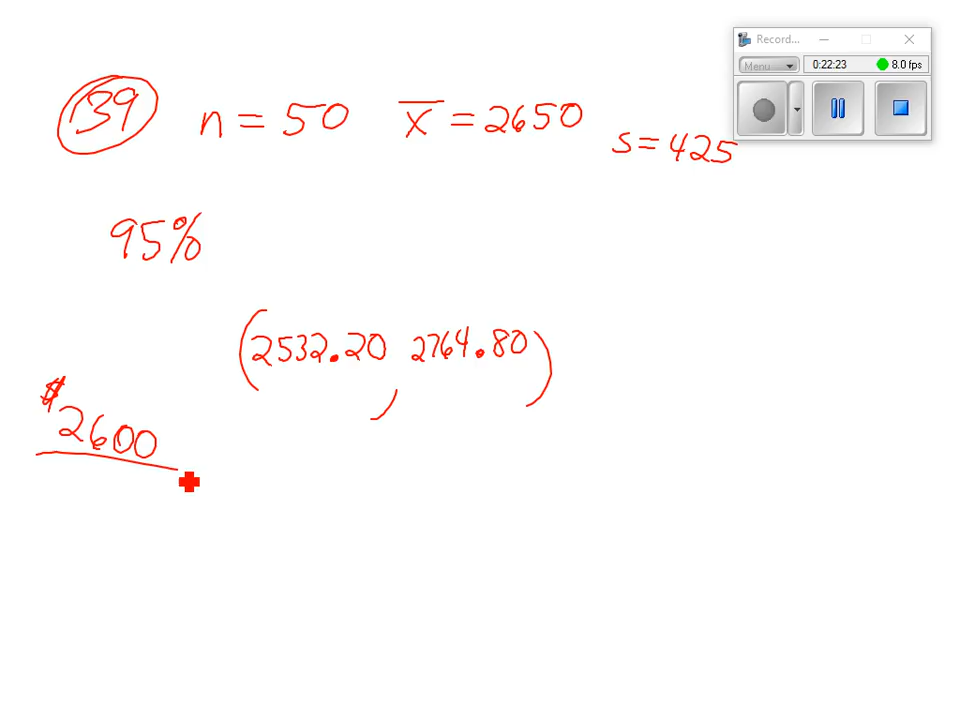 Record...
Menu 0:22:23 8.0 fps
39 n = 50 x̅ = 2650 s = 425
95%
(2532.20, 2764.80)
$2600